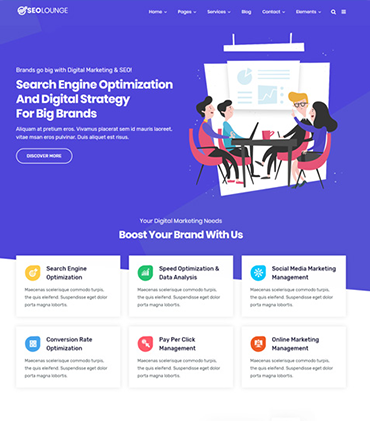 SEOLOUNGE
Home Pages Services Blog Contact Elements
Brands go big with Digital Marketing & SEO!
Search Engine Optimization
And Digital Strategy
For Big Brands
Aliquam at pretium eros. Vivamus placerat sem id mauris laoreet,
vitae msan eros pulvinar. Duis aliquet est risus.
DISCOVER MORE
Your Digital Marketing Needs
Boost Your Brand With Us
Search Engine
Optimization
Maecenas scelerisque commodo turpis,
the quis eleifend. Suspendisse eget dolor
porta magna lobortis.
Speed Optimization &
Data Analysis
Maecenas scelerisque commodo turpis,
the quis eleifend. Suspendisse eget dolor
porta magna lobortis.
Social Media Marketing
Management
Maecenas scelerisque commodo turpis,
the quis eleifend. Suspendisse eget dolor
porta magna lobortis.
Conversion Rate
Optimization
Maecenas scelerisque commodo turpis,
the quis eleifend. Suspendisse eget dolor
porta magna lobortis.
Pay Per Click
Management
Maecenas scelerisque commodo turpis,
the quis eleifend. Suspendisse eget dolor
porta magna lobortis.
Online Marketing
Management
Maecenas scelerisque commodo turpis,
the quis eleifend. Suspendisse eget dolor
porta magna lobortis.